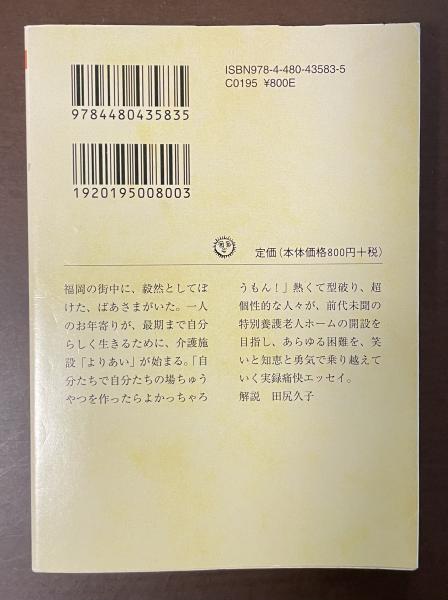 ISBN978-4-480-43583-5
C0195 ¥800E
9784480435835
1920195008003
定価(本体価格800円+税)
福岡の街中に、毅然としてぼ
けた、ばあさまがいた。一人
のお年寄りが、最期まで自分
らしく生きるために、介護施
設「よりあい」が始まる。「自
分たちで自分たちの場ちゅう
やつを作ったらよかっちゃろ
うもん!」熱くて型破り、超
個性的な人々が、前代未聞の
特別養護老人ホームの開設を
目指し、あらゆる困難を、笑
いと知恵と勇気で乗り越えて
いく実録痛快エッセイ。
解説 田尻久子